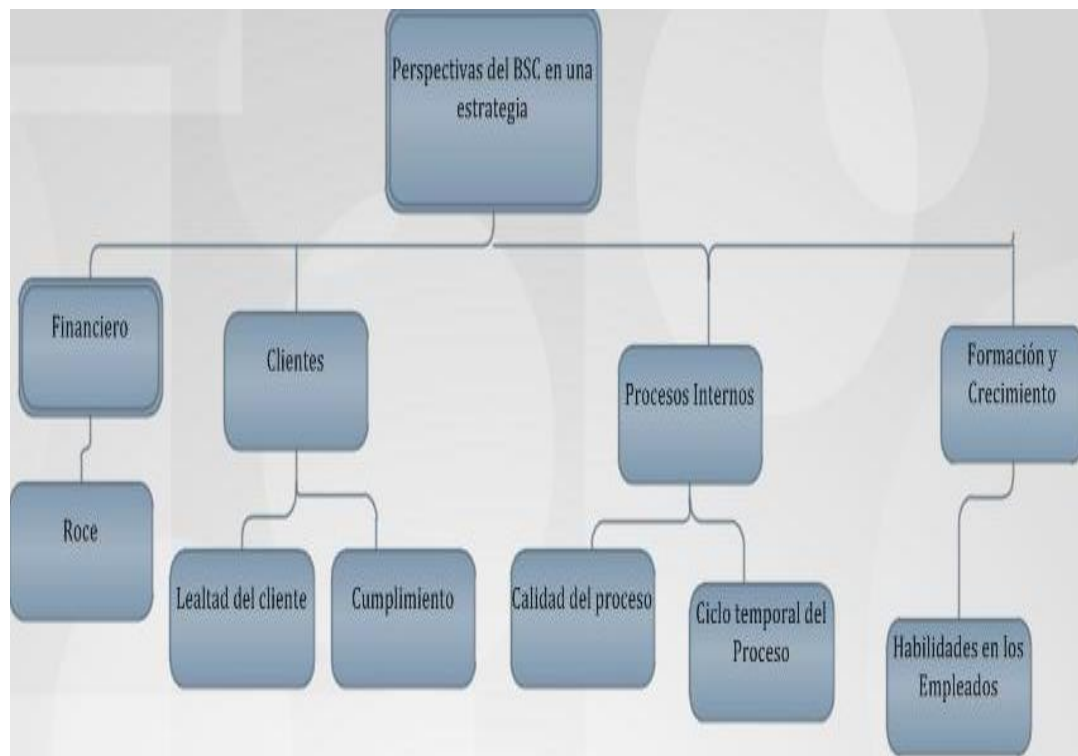 Perspectivas del BSC en una
estrategia
Financiero
Clientes
Procesos Internos
Formación y
Crecimiento
Roce
Lealtad del cliente
Cumplimiento
Calidad del proceso
Ciclo temporal del
Proceso
Habilidades en los
Empleados